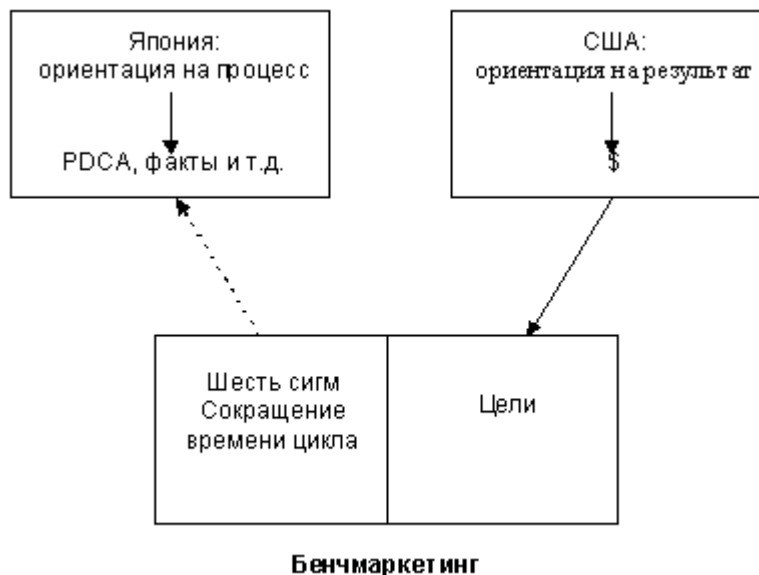 Япония:
ориентация на процесс
PDCA, факты и т.д.
США:
ориентация на результат
$
Шесть сигм
Сокращение
времени цикла
Цели
Бенчмаркетинг